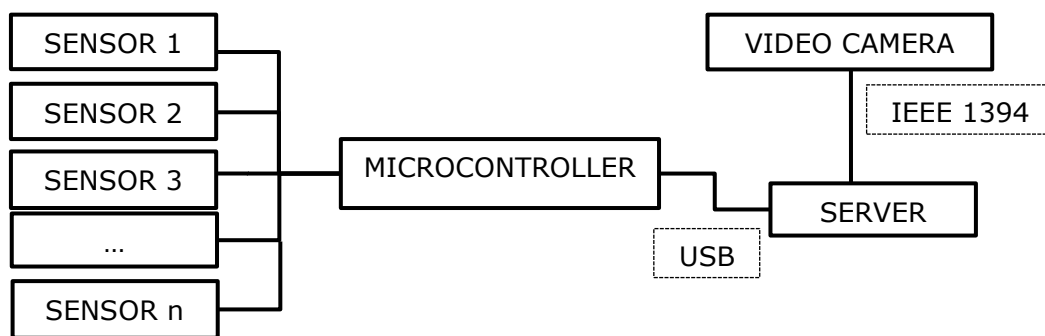 SENSOR 1
SENSOR 2
SENSOR 3
...
SENSOR n
MICROCONTROLLER
VIDEO CAMERA
IEEE 1394
SERVER
USB